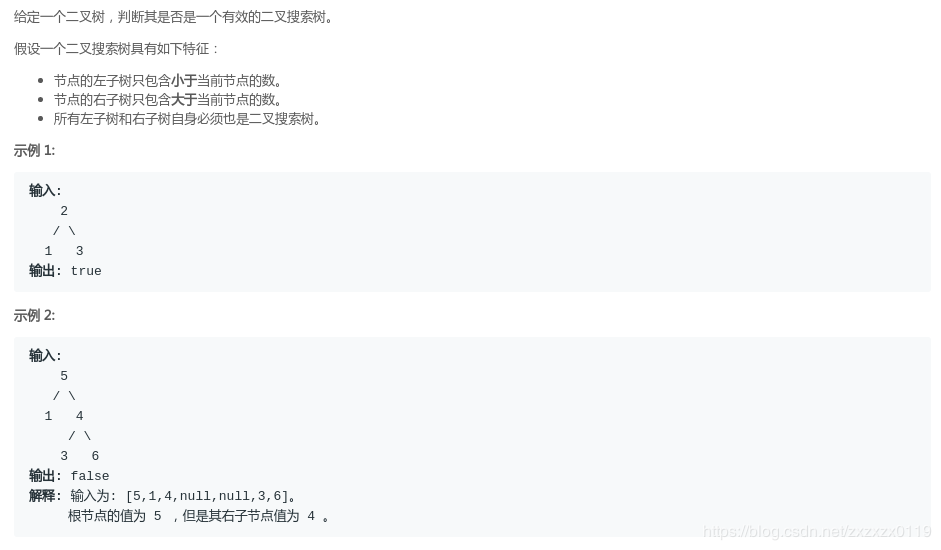 给定一个二叉树，判断其是否是一个有效的二叉搜索树。
假设一个二叉搜索树具有如下特征：
• 节点的左子树只包含小于当前节点的数。
• 节点的右子树只包含大于当前节点的数。
• 所有左子树和右子树自身必须也是二叉搜索树。
示例 1:
输入:
    2
   / \
  1   3
输出: true
示例 2:
输入:
    5
   / \
  1   4
     / \
    3   6
输出: false
解释: 输入为: [5,1,4,null,null,3,6]。
     根节点的值为 5 ，但是其右子节点值为 4 。
https://blog.csdn.net/zxzxzx0119